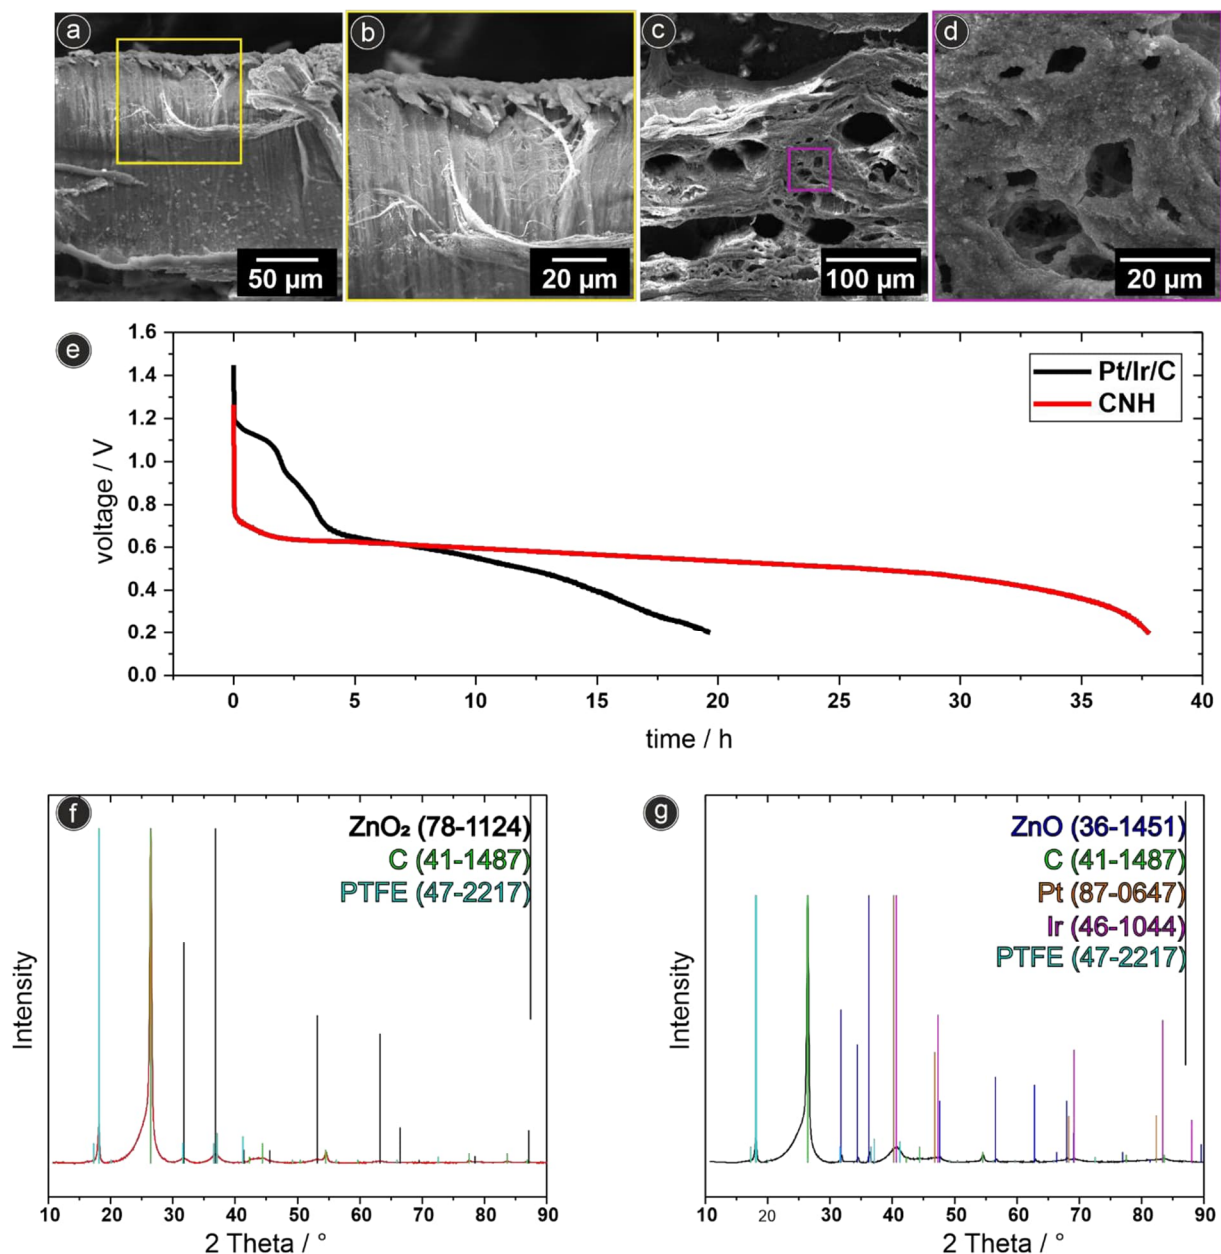 a
b
c
d
50 μm
20 μm
100 μm
20 μm
e
1.6
1.4
1.2
1.0
0.8
0.6
0.4
0.2
0.0
voltage / V
Pt/Ir/C
CNH
0 5 10 15 20 25 30 35 40
time / h
f
ZnO₂ (78-1124)
C (41-1487)
PTFE (47-2217)
Intensity
10 20 30 40 50 60 70 80 90
2 Theta / °
g
ZnO (36-1451)
C (41-1487)
Pt (87-0647)
Ir (46-1044)
PTFE (47-2217)
Intensity
10 20 30 40 50 60 70 80 90
2 Theta / °